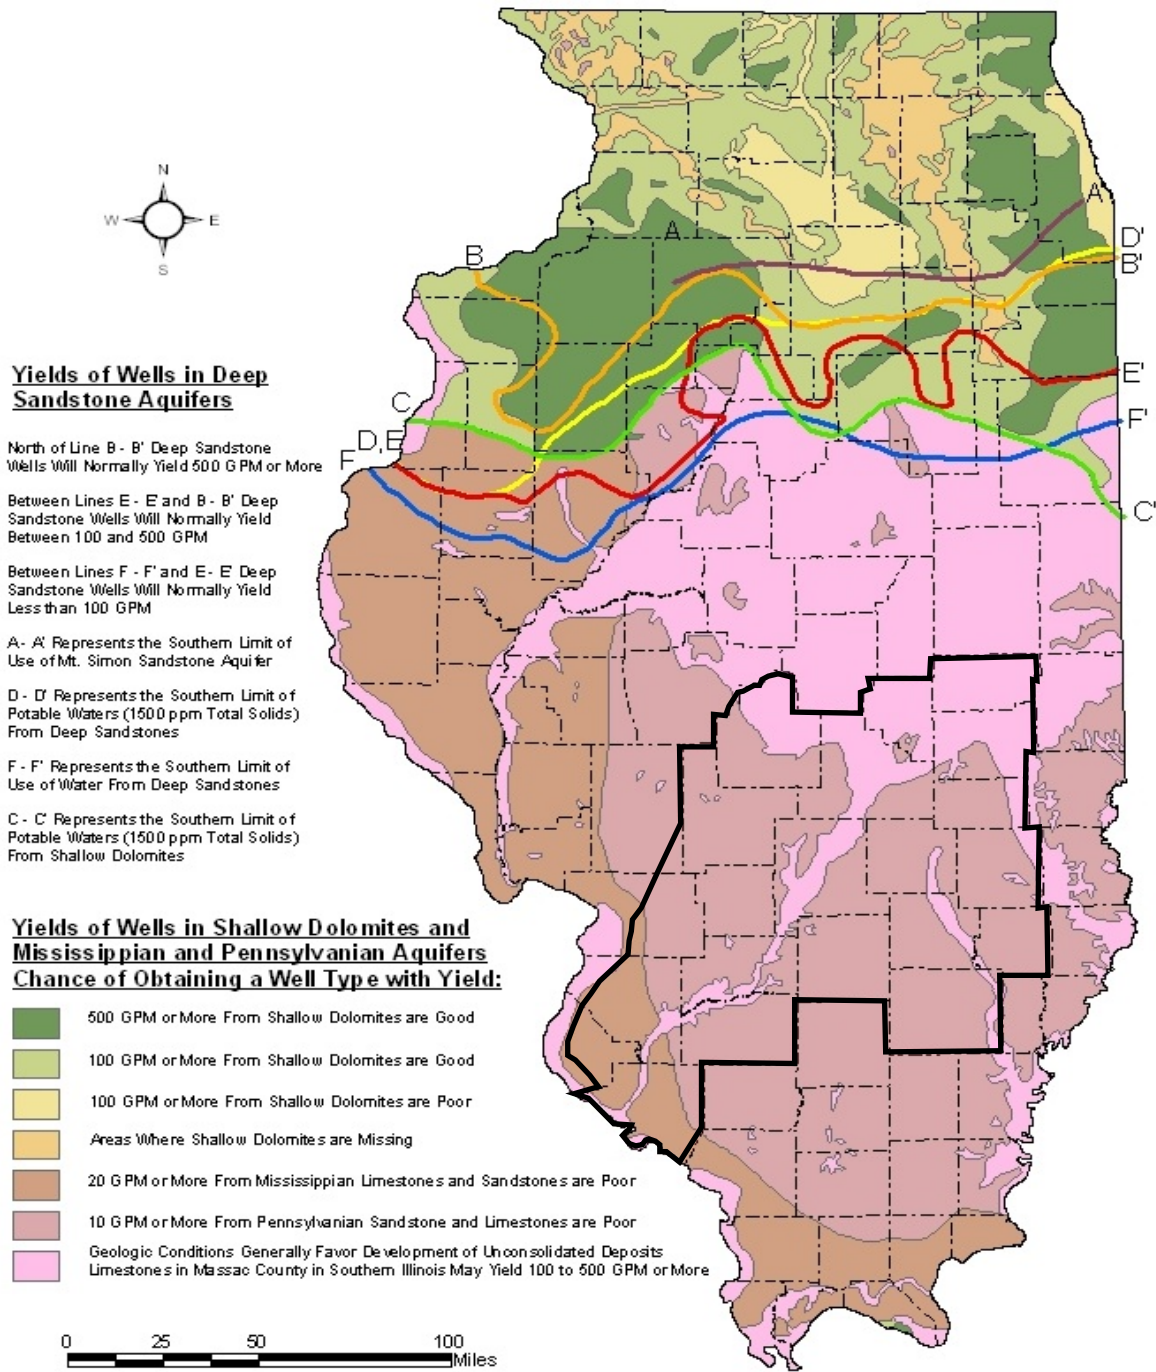 N
W
E
S
A
A'
B
D'
B'
C
D,E
F
E'
F'
C'
Yields of Wells in Deep
Sandstone Aquifers
North of Line B - B' Deep Sandstone
Wells Will Normally Yield 500 GPM or More
Between Lines E - E' and B - B' Deep
Sandstone Wells Will Normally Yield
Between 100 and 500 GPM
Between Lines F - F' and E - E' Deep
Sandstone Wells Will Normally Yield
Less than 100 GPM
A - A' Represents the Southern Limit of
Use of Mt. Simon Sandstone Aquifer
D - D' Represents the Southern Limit of
Potable Waters (1500 ppm Total Solids)
From Deep Sandstones
F - F' Represents the Southern Limit of
Use of Water From Deep Sandstones
C - C' Represents the Southern Limit of
Potable Waters (1500 ppm Total Solids)
From Shallow Dolomites
Yields of Wells in Shallow Dolomites and
Mississippian and Pennsylvanian Aquifers
Chance of Obtaining a Well Type with Yield:
500 GPM or More From Shallow Dolomites are Good
100 GPM or More From Shallow Dolomites are Good
100 GPM or More From Shallow Dolomites are Poor
Areas Where Shallow Dolomites are Missing
20 GPM or More From Mississippian Limestones and Sandstones are Poor
10 GPM or More From Pennsylvanian Sandstone and Limestones are Poor
Geologic Conditions Generally Favor Development of Unconsolidated Deposits
Limestones in Massac County in Southern Illinois May Yield 100 to 500 GPM or More
0 25 50 100
Miles